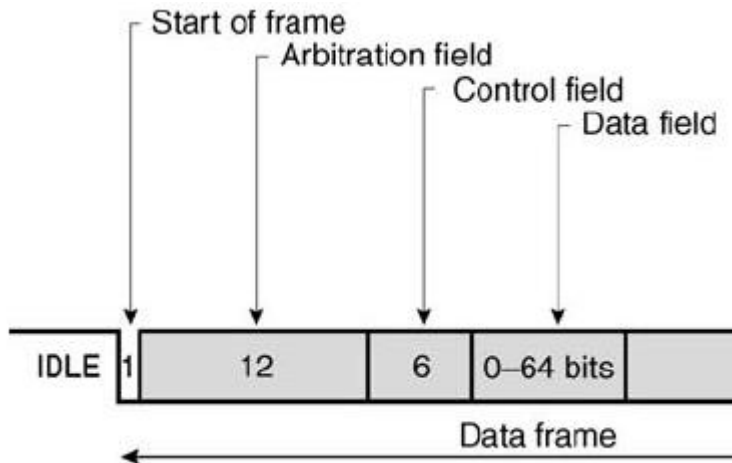 Start of frame
Arbitration field
Control field
Data field
IDLE 1 12 6 0–64 bits
Data frame